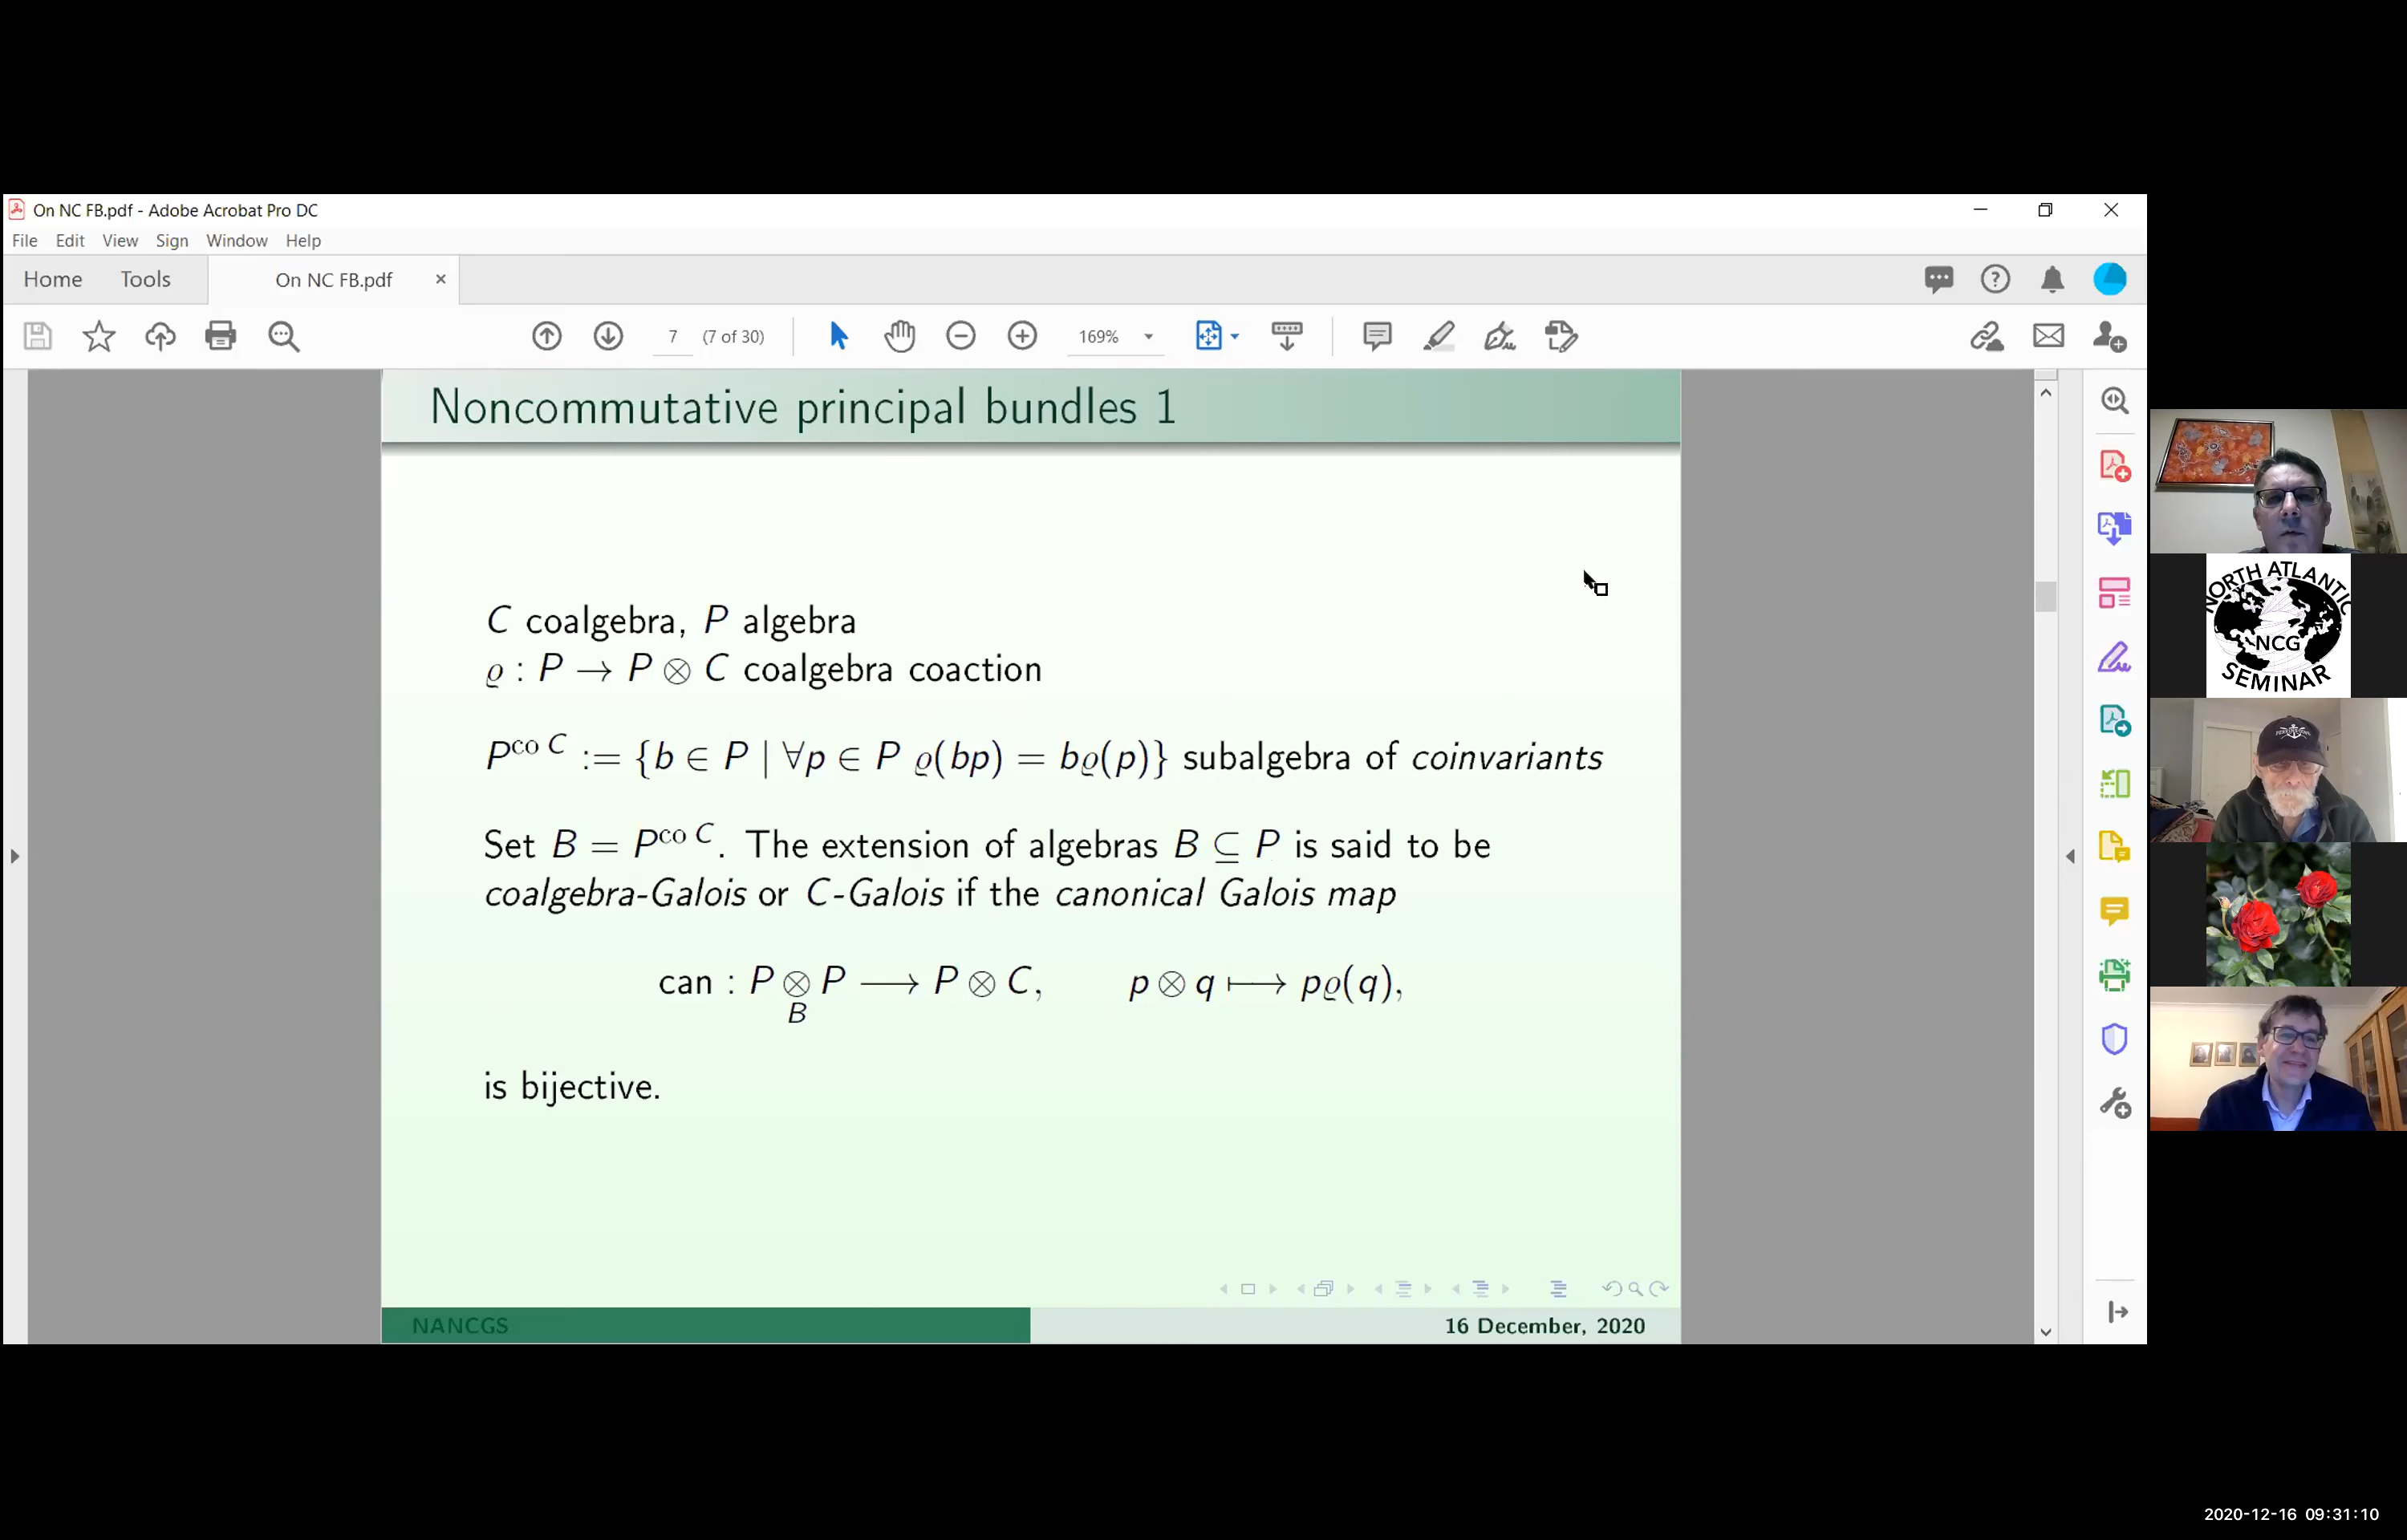 On NC FB.pdf - Adobe Acrobat Pro DC
File Edit View Sign Window Help
Home Tools On NC FB.pdf ×
7 (7 of 30) 169%
Noncommutative principal bundles 1
C coalgebra, P algebra
ϱ : P → P ⊗ C coalgebra coaction
P^{co C} := {b ∈ P | ∀p ∈ P ϱ(bp) = bϱ(p)} subalgebra of coinvariants
Set B = P^{co C}. The extension of algebras B ⊆ P is said to be
coalgebra-Galois or C-Galois if the canonical Galois map
can : P ⊗_B P ⟶ P ⊗ C, p ⊗ q ⟼ pϱ(q),
is bijective.
NANCGS 16 December, 2020
NORTH ATLANTIC
NCG
SEMINAR
2020-12-16 09:31:10